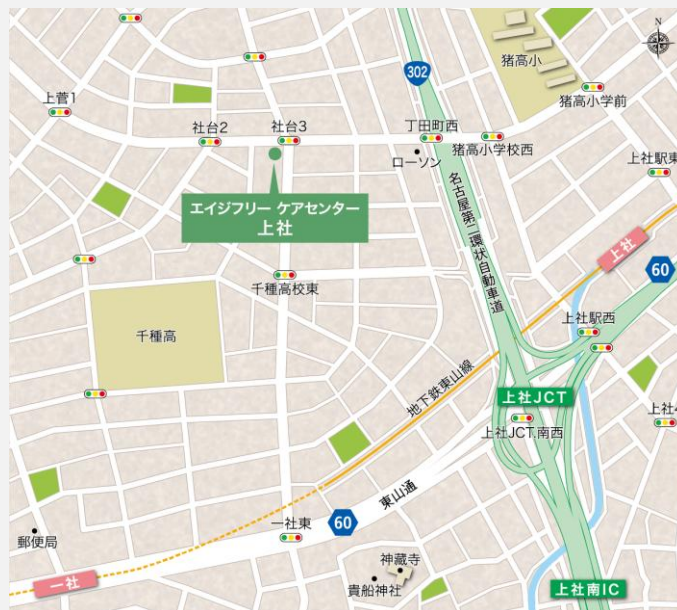 N
302
猪高小
上菅1
猪高小学前
社台2
社台3
丁田町西
猪高小学校西
ローソン
上社駅東
エイジフリー ケアセンター
上社
名古屋第二環状自動車道
上社
60
千種高校東
上社駅西
千種高
地下鉄東山線
上社JCT
上社4
上社JCT.南西
東山通
一社東
60
郵便局
神蔵寺
一社
貴船神社
上社南IC